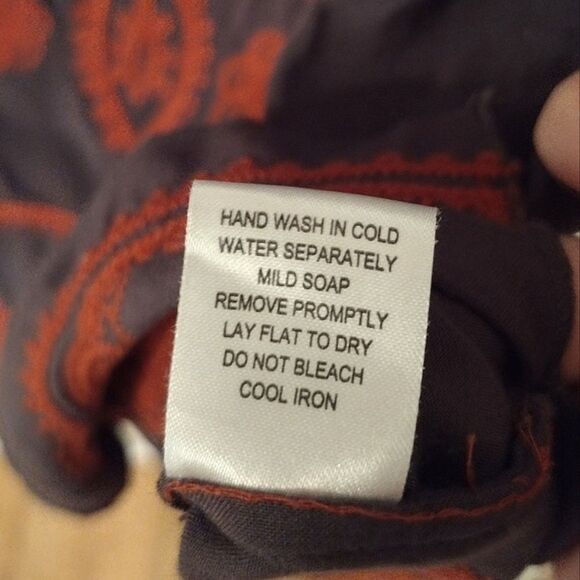 HAND WASH IN COLD
WATER SEPARATELY
MILD SOAP
REMOVE PROMPTLY
LAY FLAT TO DRY
DO NOT BLEACH
COOL IRON